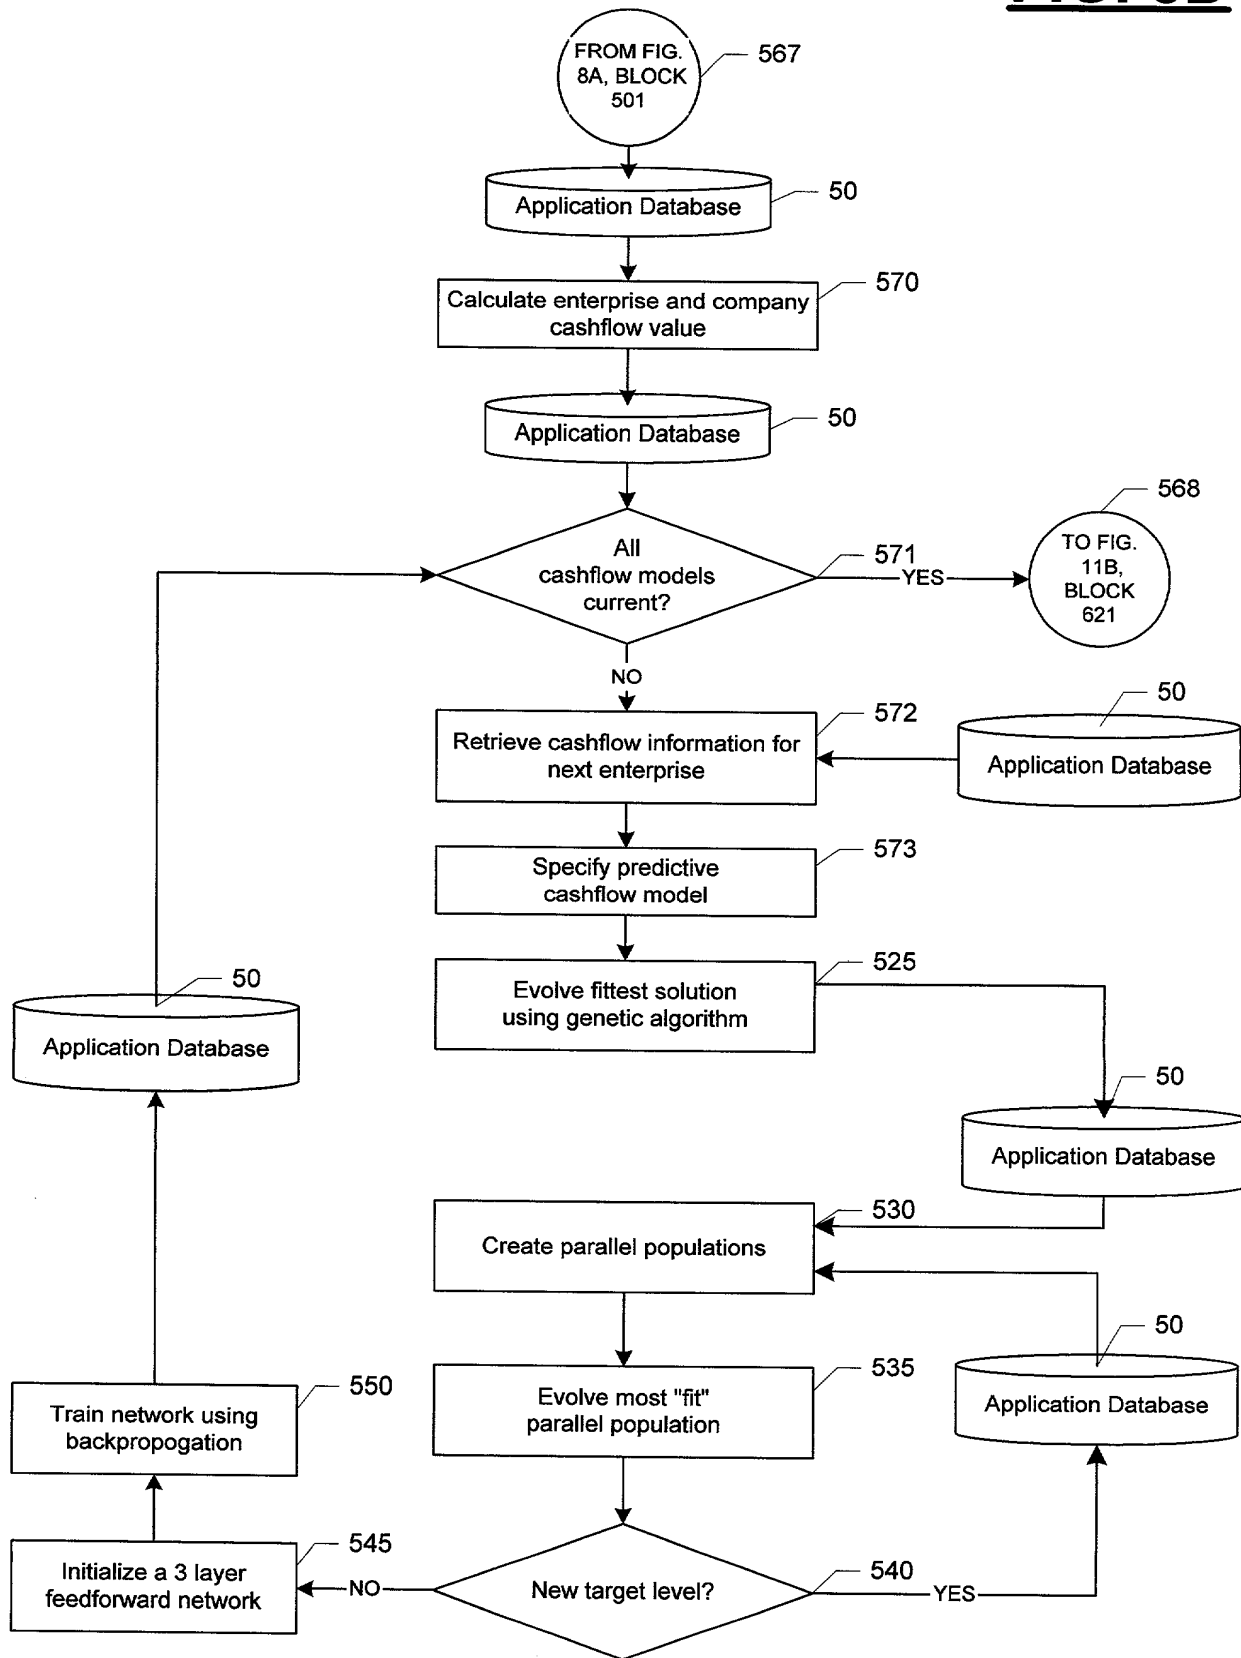 FROM FIG.
8A, BLOCK
501
567
Application Database
50
Calculate enterprise and company
cashflow value
570
Application Database
50
All
cashflow models
current?
571
YES
TO FIG.
11B,
BLOCK
621
568
NO
Retrieve cashflow information for
next enterprise
572
Application Database
50
Specify predictive
cashflow model
573
Evolve fittest solution
using genetic algorithm
525
Application Database
50
Application Database
50
Create parallel populations
530
Evolve most "fit"
parallel population
535
Application Database
50
Train network using
backpropogation
550
Initialize a 3 layer
feedforward network
545
NO
New target level?
540
YES